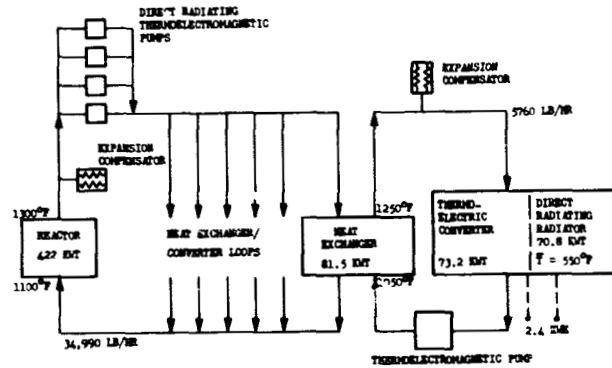 DIRECT RADIATING
THERMOELECTROMAGNETIC
PUMPS
EXPANSION
COMPENSATOR
5760 LB/HR
EXPANSION
COMPENSATOR
1300°F
REACTOR
422 KWT
1100°F
HEAT EXCHANGER/
CONVERTER LOOPS
1250°F
HEAT
EXCHANGER
81.5 KWT
1050°F
THERMO-
ELECTRIC
CONVERTER
73.2 KWT
DIRECT
RADIATING
RADIATOR
70.8 KWT
T̅ = 550°F
2.4 KWE
34,990 LB/HR
THERMOELECTROMAGNETIC PUMP